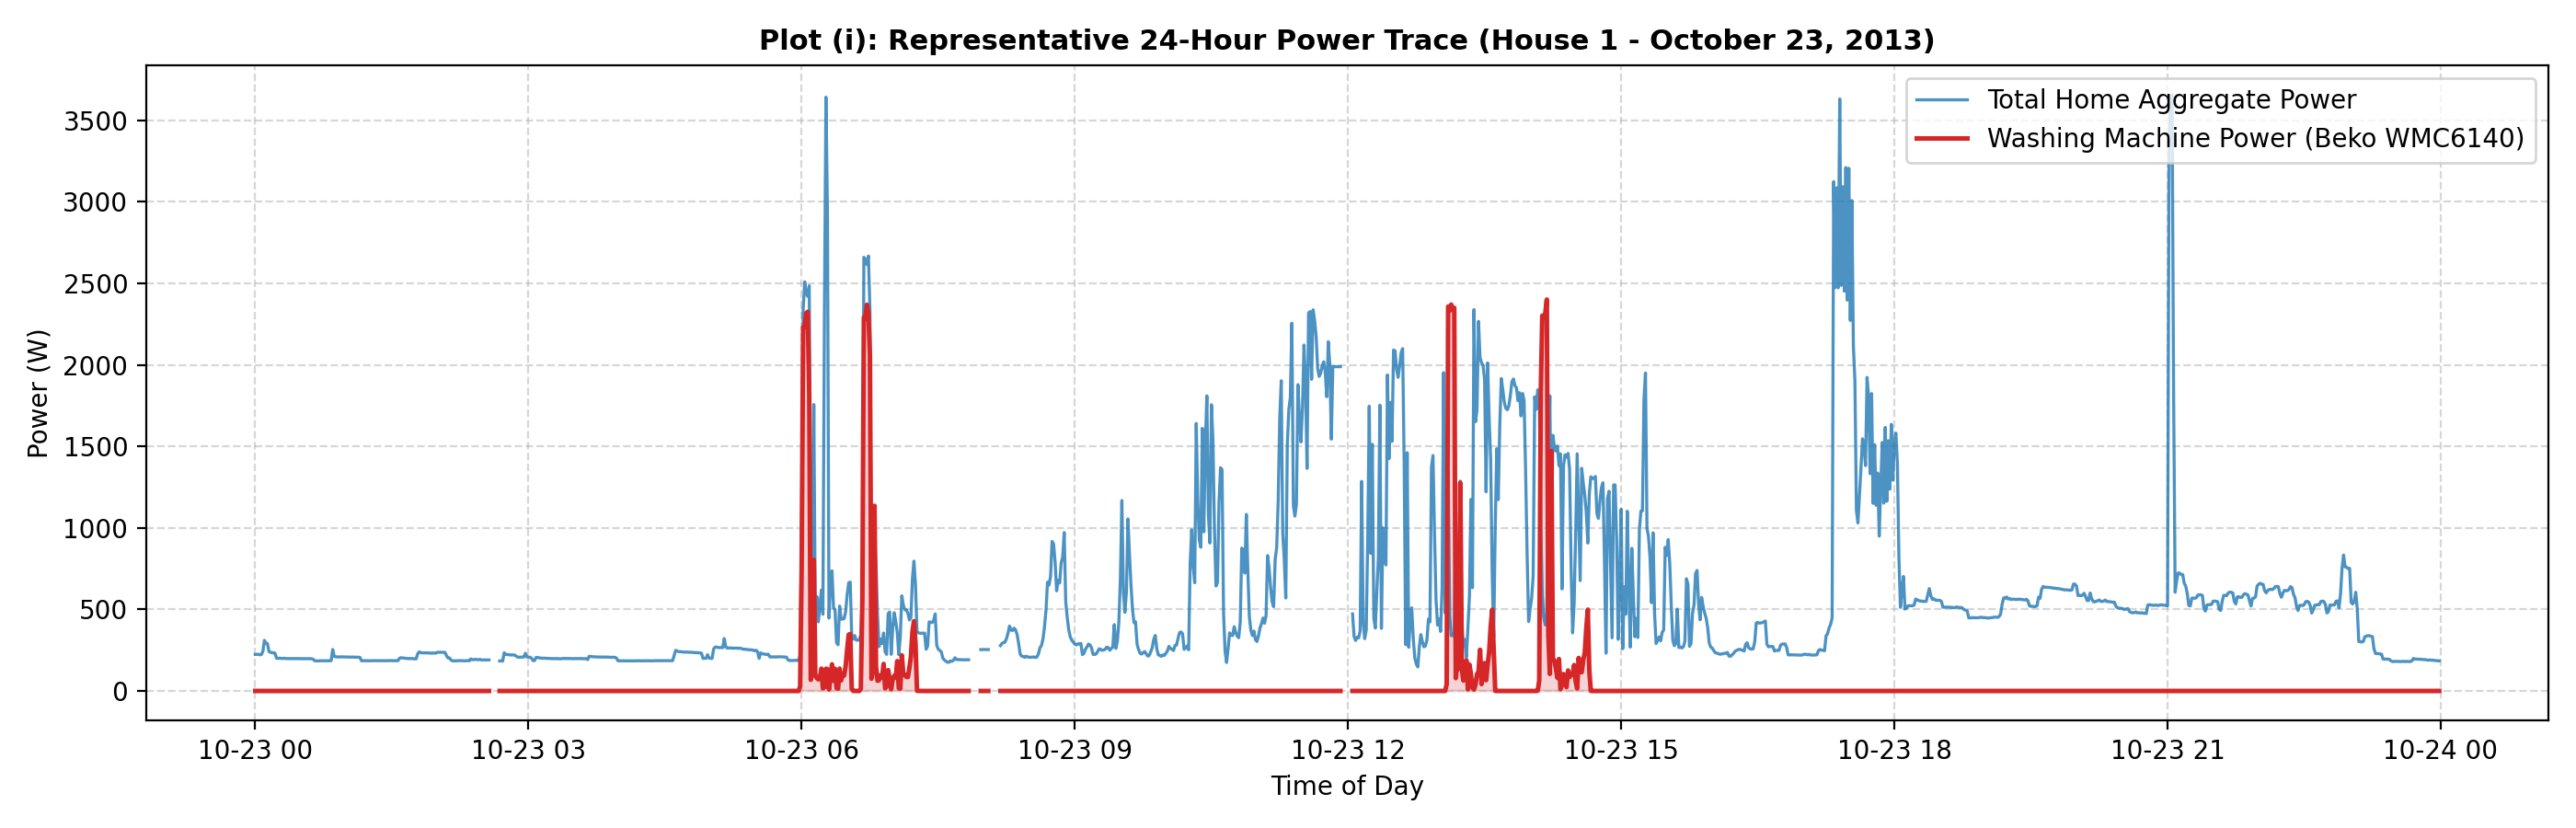 Plot (i): Representative 24-Hour Power Trace (House 1 - October 23, 2013)
Total Home Aggregate Power
Washing Machine Power (Beko WMC6140)
Power (W)
3500
3000
2500
2000
1500
1000
500
0
10-23 00 10-23 03 10-23 06 10-23 09 10-23 12 10-23 15 10-23 18 10-23 21 10-24 00
Time of Day